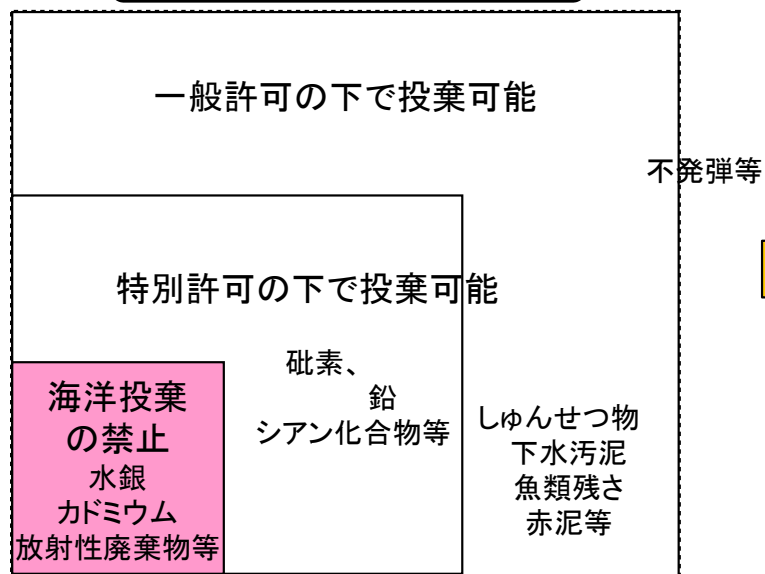 一般許可の下で投棄可能
不発弾等
特別許可の下で投棄可能
砒素、
鉛
シアン化合物等
海洋投棄
の禁止
水銀
カドミウム
放射性廃棄物等
しゅんせつ物
下水汚泥
魚類残さ
赤泥等